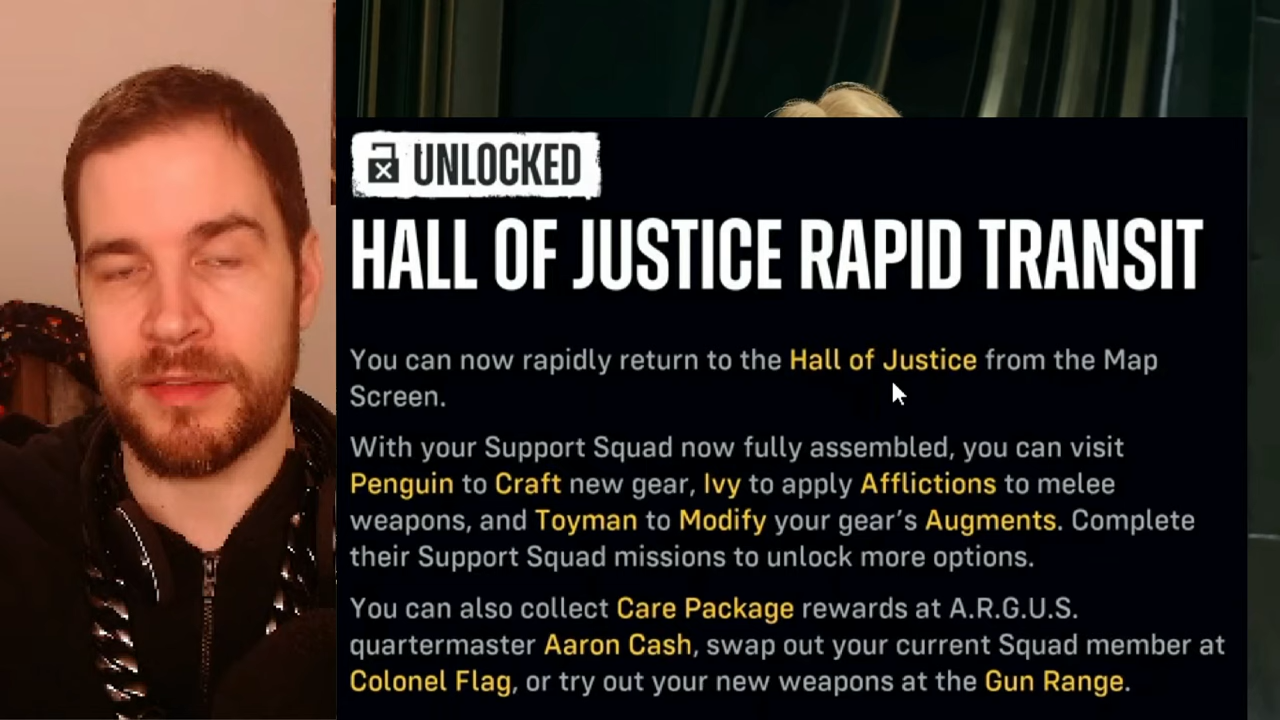 UNLOCKED
HALL OF JUSTICE RAPID TRANSIT
You can now rapidly return to the Hall of Justice from the Map
Screen.
With your Support Squad now fully assembled, you can visit
Penguin to Craft new gear, Ivy to apply Afflictions to melee
weapons, and Toyman to Modify your gear’s Augments. Complete
their Support Squad missions to unlock more options.
You can also collect Care Package rewards at A.R.G.U.S.
quartermaster Aaron Cash, swap out your current Squad member at
Colonel Flag, or try out your new weapons at the Gun Range.